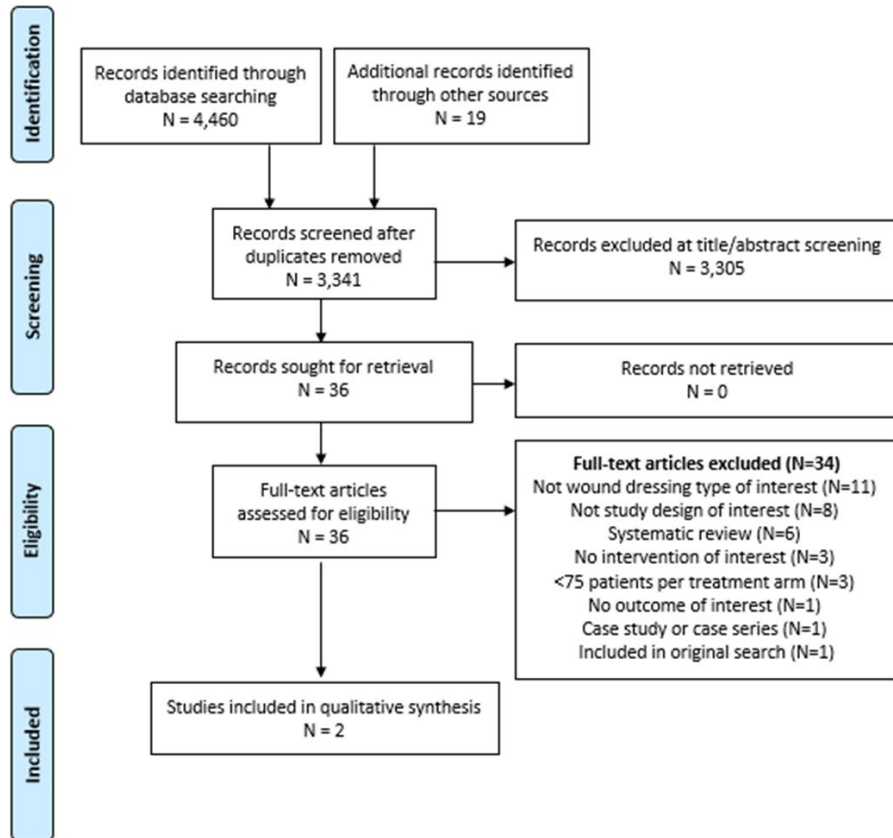 Identification
Records identified through
database searching
N = 4,460
Additional records identified
through other sources
N = 19
Screening
Records screened after
duplicates removed
N = 3,341
Records excluded at title/abstract screening
N = 3,305
Records sought for retrieval
N = 36
Records not retrieved
N = 0
Eligibility
Full-text articles
assessed for eligibility
N = 36
Full-text articles excluded (N=34)
Not wound dressing type of interest (N=11)
Not study design of interest (N=8)
Systematic review (N=6)
No intervention of interest (N=3)
<75 patients per treatment arm (N=3)
No outcome of interest (N=1)
Case study or case series (N=1)
Included in original search (N=1)
Included
Studies included in qualitative synthesis
N = 2